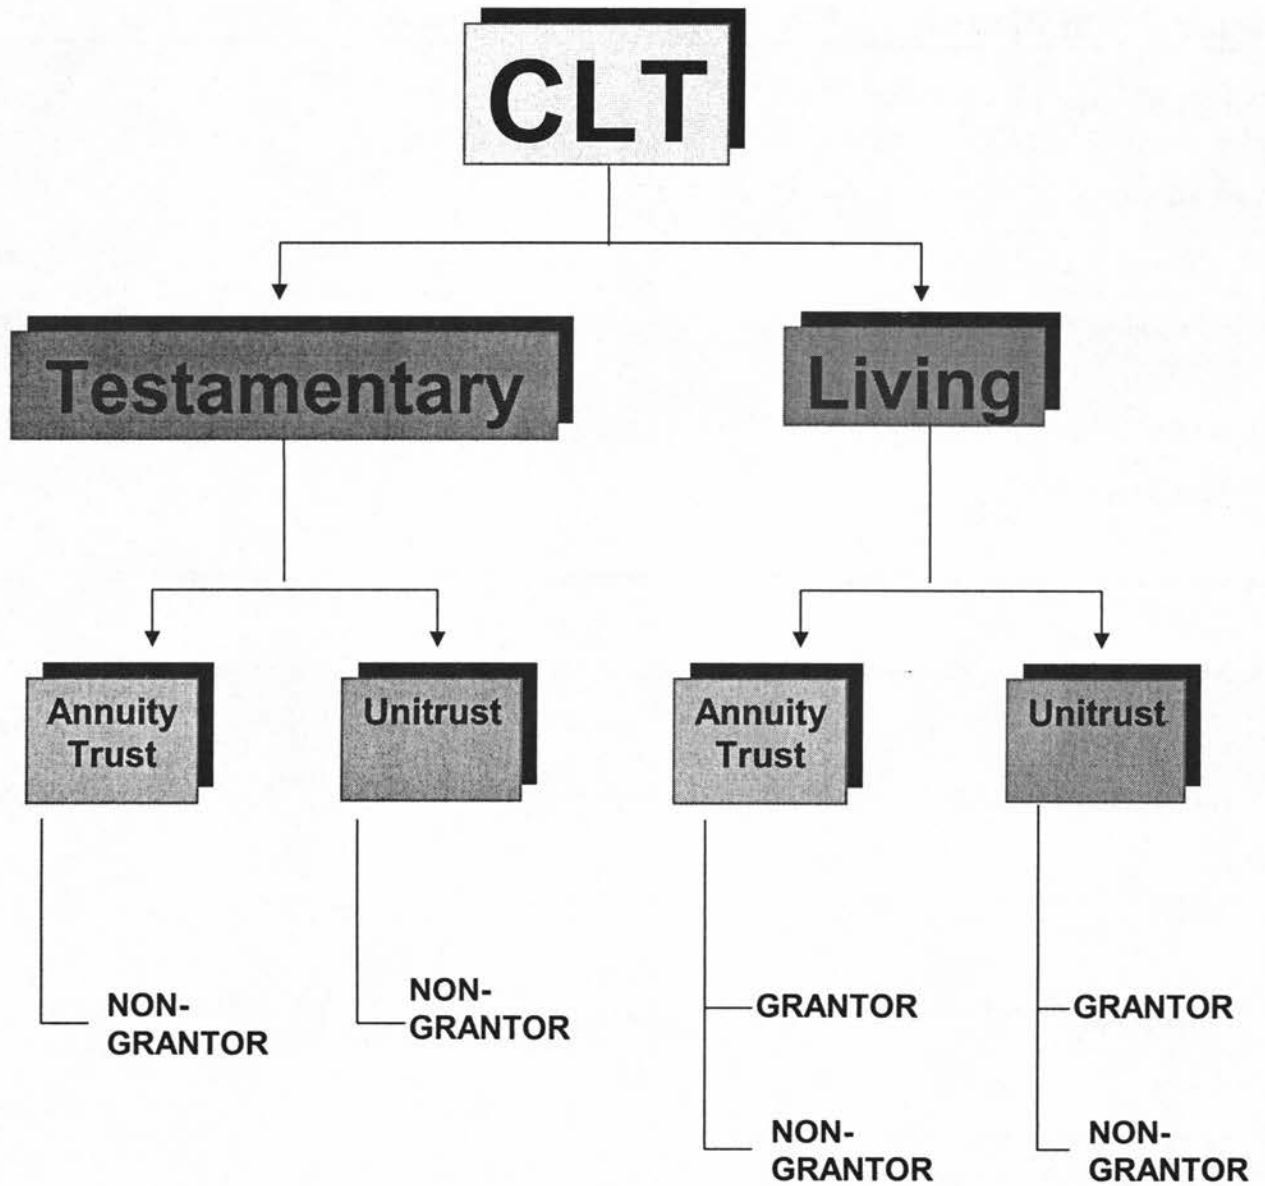 CLT
Testamentary
Living
Annuity
Trust
Unitrust
Annuity
Trust
Unitrust
NON-
GRANTOR
NON-
GRANTOR
GRANTOR
NON-
GRANTOR
GRANTOR
NON-
GRANTOR